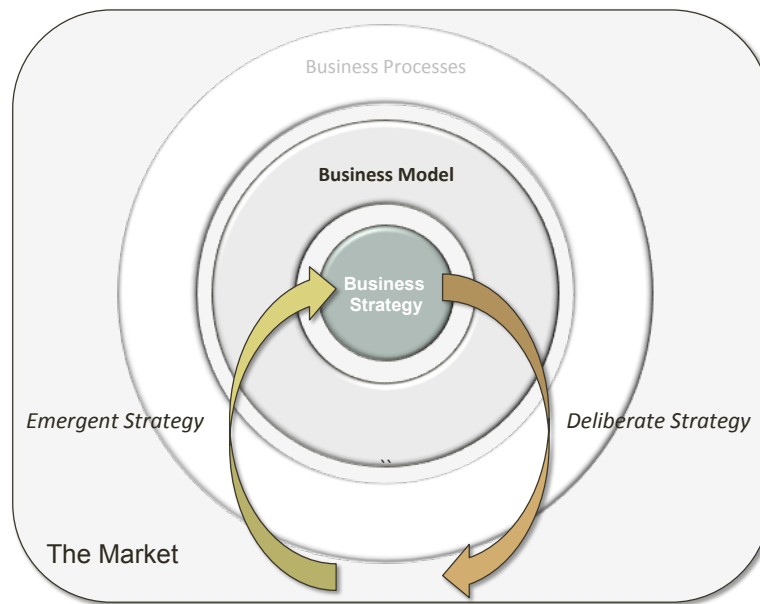 Business Processes
Business Model
Business
Strategy
Emergent Strategy
Deliberate Strategy
``
The Market